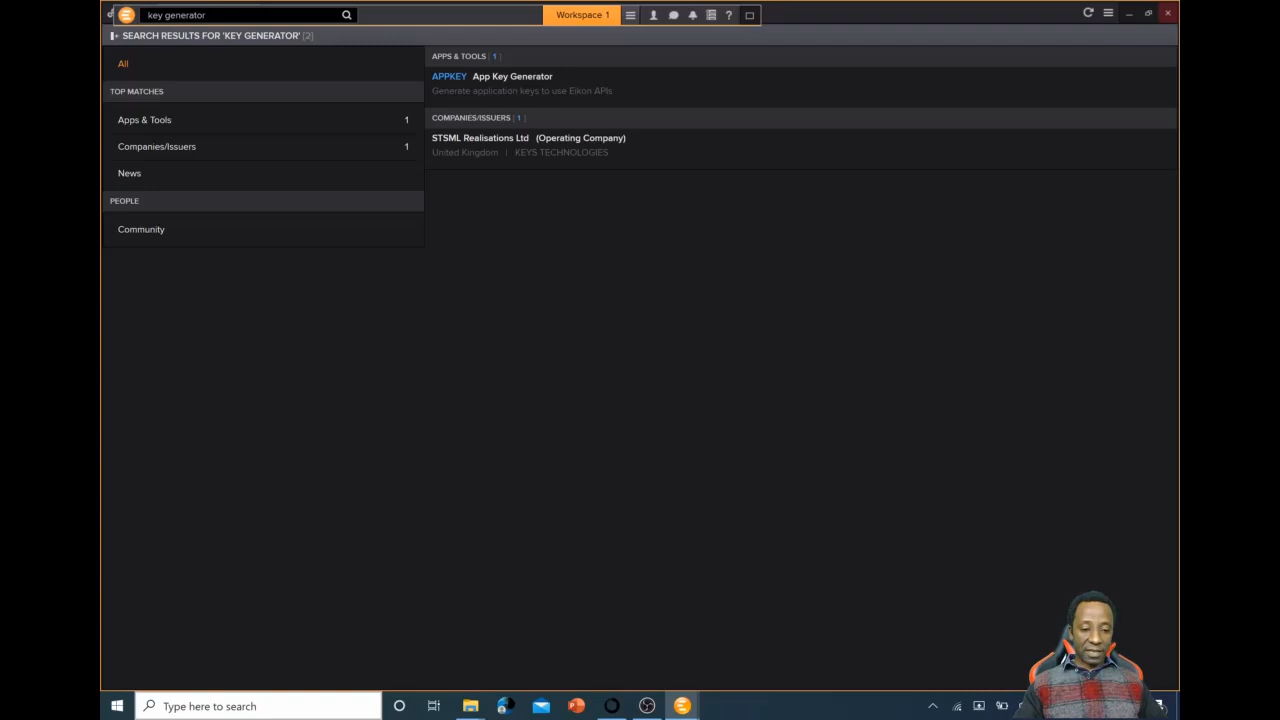 key generator
Workspace 1
SEARCH RESULTS FOR 'KEY GENERATOR' [2]
All
TOP MATCHES
Apps & Tools 1
Companies/Issuers 1
News
PEOPLE
Community
APPS & TOOLS [ 1 ]
APPKEY App Key Generator
Generate application keys to use Eikon APIs
COMPANIES/ISSUERS [ 1 ]
STSML Realisations Ltd (Operating Company)
United Kingdom | KEYS TECHNOLOGIES
Type here to search